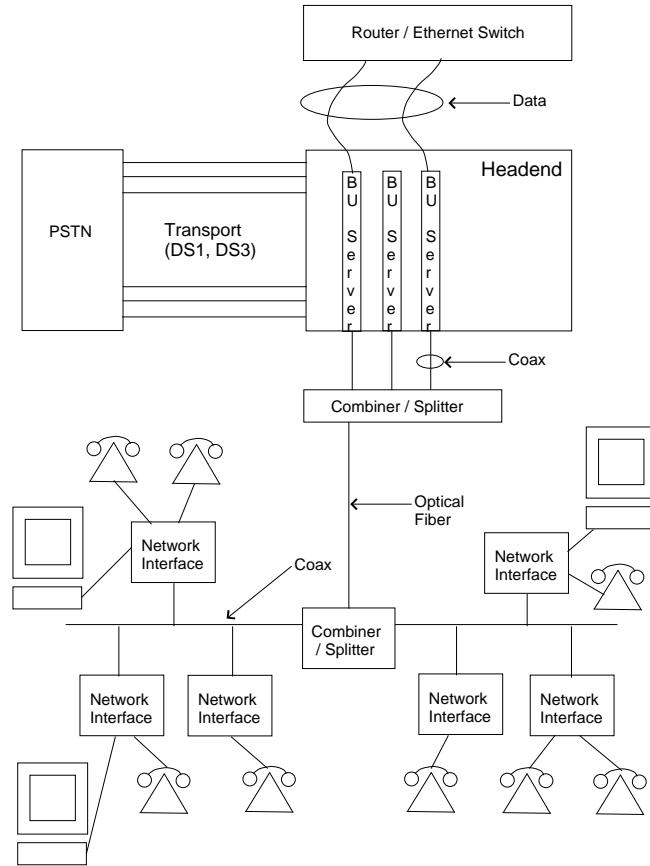 Router / Ethernet Switch
Data
Headend
PSTN
Transport
(DS1, DS3)
BU Server
BU Server
BU Server
Coax
Combiner / Splitter
Optical
Fiber
Network
Interface
Network
Interface
Coax
Combiner
/ Splitter
Network
Interface
Network
Interface
Network
Interface
Network
Interface